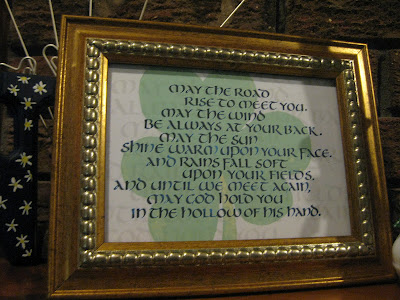 MAY THE ROAD
RISE TO MEET YOU.
MAY THE WIND
BE ALWAYS AT YOUR BACK.
MAY THE SUN
SHINE WARM UPON YOUR FACE.
AND RAINS FALL SOFT
UPON YOUR FIELDS.
AND UNTIL WE MEET AGAIN,
MAY GOD HOLD YOU
IN THE HOLLOW OF HIS HAND.